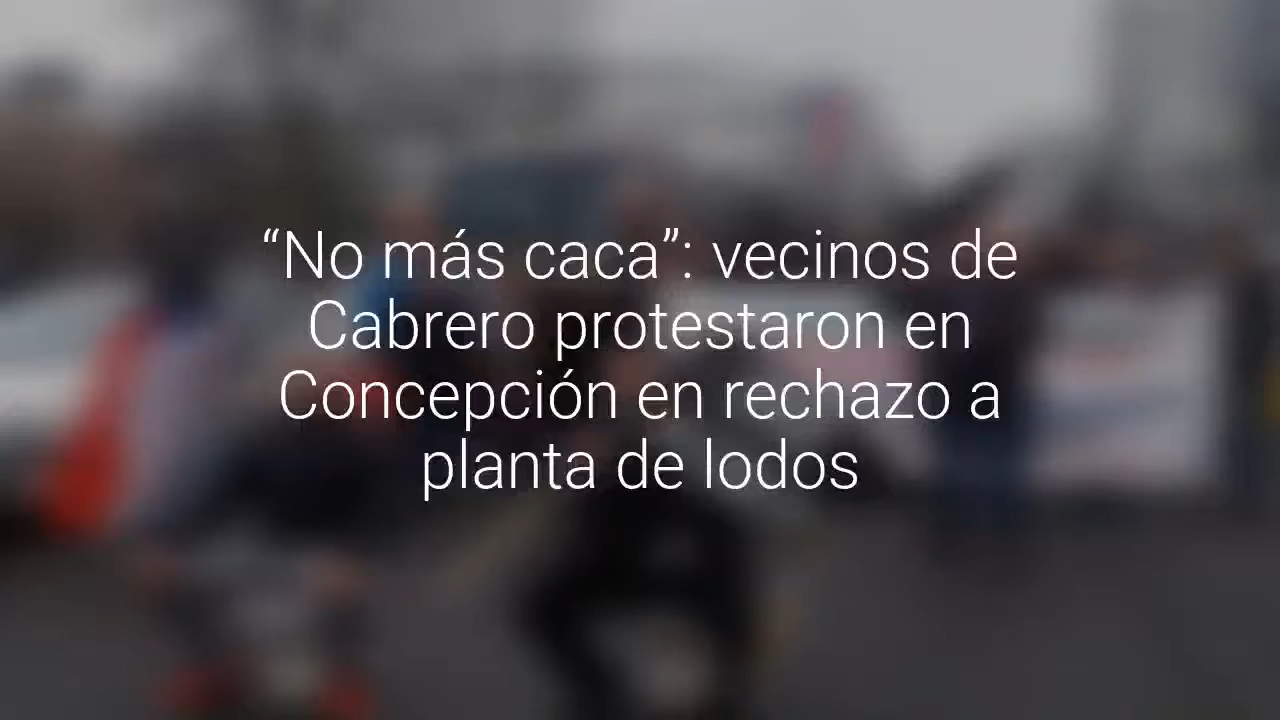 “No más caca”: vecinos de
Cabrero protestaron en
Concepción en rechazo a
planta de lodos